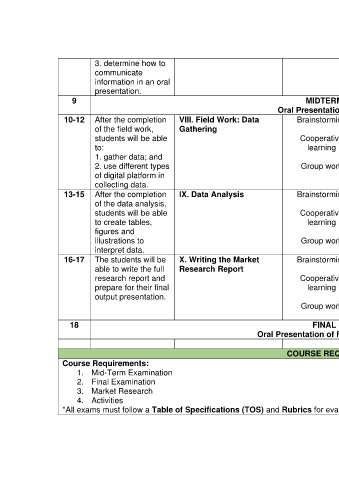 3. determine how to
communicate
information in an oral
presentation.
9 MIDTERM
Oral Presentatio
10-12 After the completion VIII. Field Work: Data Brainstormi
of the field work, Gathering
students will be able Cooperativ
to: learning
1. gather data; and
2. use different types Group wor
of digital platform in
collecting data.
13-15 After the completion IX. Data Analysis Brainstormi
of the data analysis,
students will be able Cooperativ
to create tables, learning
figures and
illustrations to Group wor
interpret data.
16-17 The students will be X. Writing the Market Brainstormi
able to write the full Research Report
research report and Cooperativ
prepare for their final learning
output presentation.
Group wor
18 FINAL
Oral Presentation of F
COURSE REQ
Course Requirements:
1. Mid-Term Examination
2. Final Examination
3. Market Research
4. Activities
*All exams must follow a Table of Specifications (TOS) and Rubrics for eva